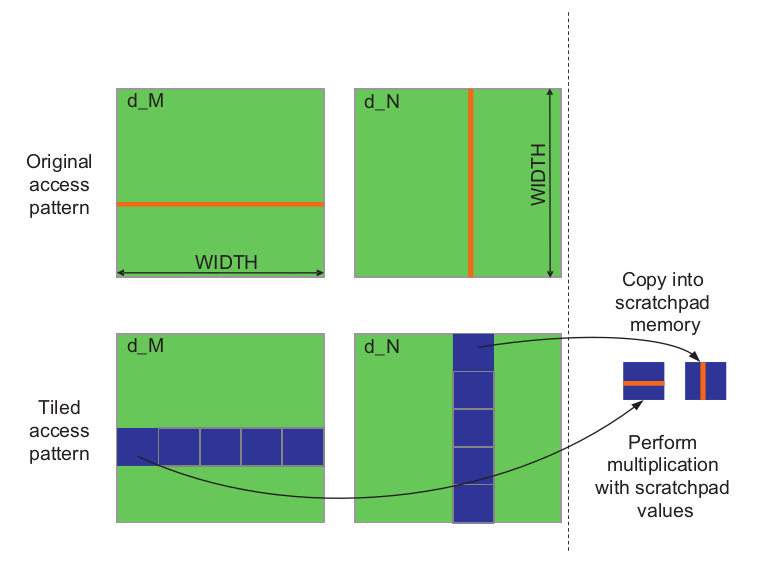 d_M
d_N
Original
access
pattern
WIDTH
WIDTH
Copy into
scratchpad
memory
d_M
d_N
Tiled
access
pattern
Perform
multiplication
with scratchpad
values